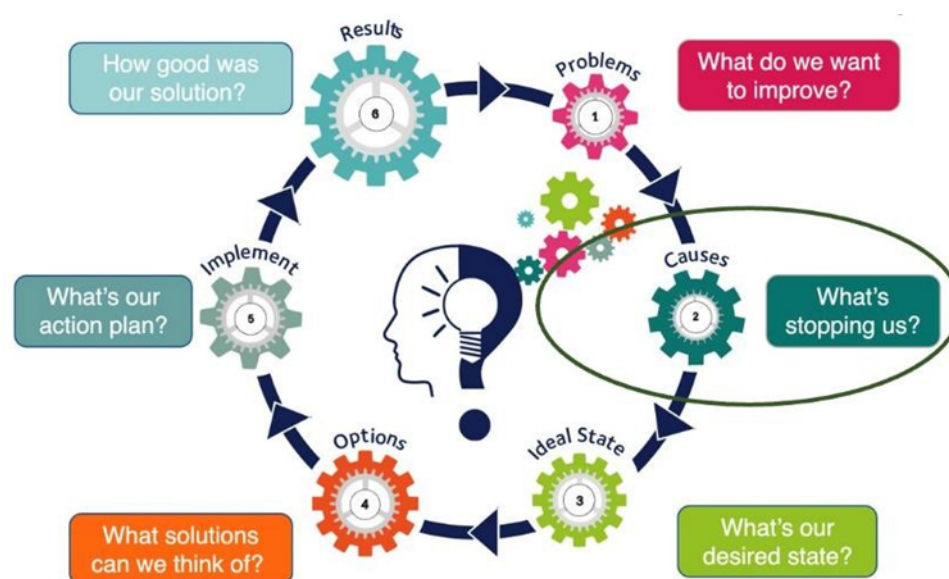 Results
6
How good was
our solution?
Problems
1
What do we want
to improve?
Causes
2
What's
stopping us?
Ideal State
3
What's our
desired state?
Options
4
What solutions
can we think of?
Implement
5
What's our
action plan?